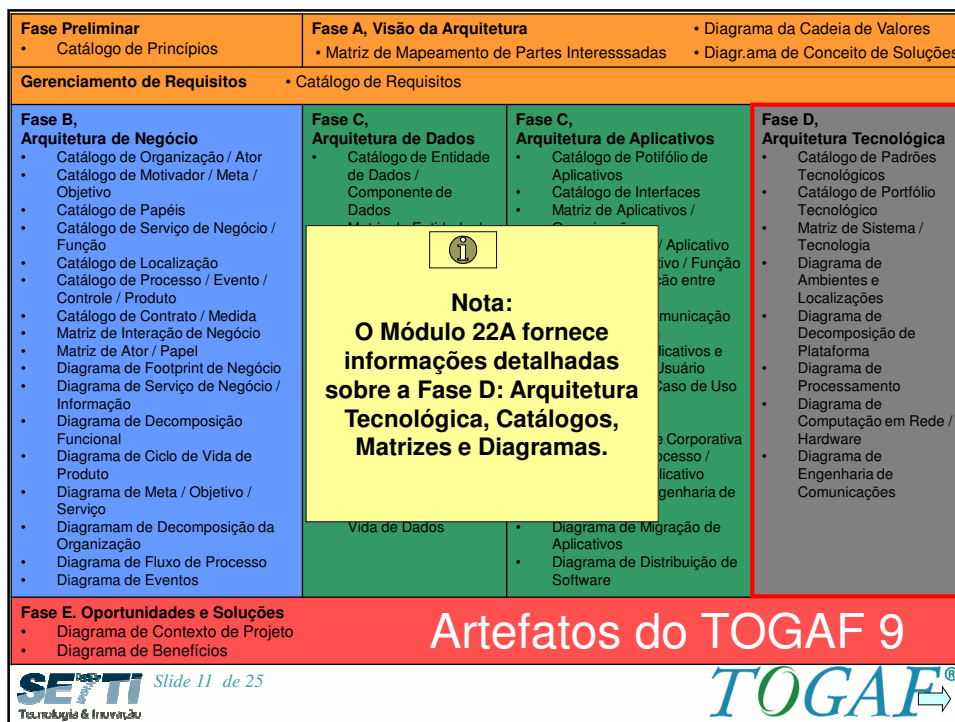 Fase Preliminar
• Catálogo de Princípios
Fase A, Visão da Arquitetura
• Matriz de Mapeamento de Partes Interesssadas
• Diagrama da Cadeia de Valores
• Diagr.ama de Conceito de Soluções
Gerenciamento de Requisitos • Catálogo de Requisitos
Fase B,
Arquitetura de Negócio
• Catálogo de Organização / Ator
• Catálogo de Motivador / Meta /
Objetivo
• Catálogo de Papéis
• Catálogo de Serviço de Negócio /
Função
• Catálogo de Localização
• Catálogo de Processo / Evento /
Controle / Produto
• Catálogo de Contrato / Medida
• Matriz de Interação de Negócio
• Matriz de Ator / Papel
• Diagrama de Footprint de Negócio
• Diagrama de Serviço de Negócio /
Informação
• Diagrama de Decomposição
Funcional
• Diagrama de Ciclo de Vida de
Produto
• Diagrama de Meta / Objetivo /
Serviço
• Diagramam de Decomposição da
Organização
• Diagrama de Fluxo de Processo
• Diagrama de Eventos
Fase C,
Arquitetura de Dados
• Catálogo de Entidade
de Dados /
Componente de
Dados
Vida de Dados
Fase C,
Arquitetura de Aplicativos
• Catálogo de Potifólio de
Aplicativos
• Catálogo de Interfaces
• Matriz de Aplicativos /
/ Aplicativo
/ Função
entre
e
Usuário
Caso de Uso
Corporativa
/
de
• Diagrama de Migração de
Aplicativos
• Diagrama de Distribuição de
Software
Nota:
O Módulo 22A fornece
informações detalhadas
sobre a Fase D: Arquitetura
Tecnológica, Catálogos,
Matrizes e Diagramas.
Fase D,
Arquitetura Tecnológica
• Catálogo de Padrões
Tecnológicos
• Catálogo de Portfólio
Tecnológico
• Matriz de Sistema /
Tecnologia
• Diagrama de
Ambientes e
Localizações
• Diagrama de
Decomposição de
Plataforma
• Diagrama de
Processamento
• Diagrama de
Computação em Rede /
Hardware
• Diagrama de
Engenharia de
Comunicações
Fase E. Oportunidades e Soluções
• Diagrama de Contexto de Projeto
• Diagrama de Benefícios
Artefatos do TOGAF 9
Tecnologia & Inovação
Slide 11 de 25
TOGAF®